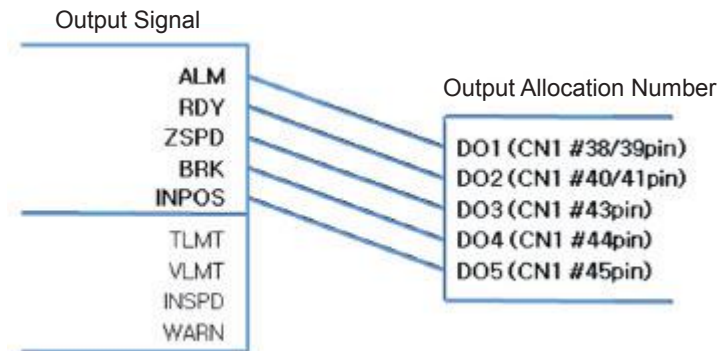 Output Signal
ALM
RDY
ZSPD
BRK
INPOS
TLMT
VLMT
INSPD
WARN
Output Allocation Number
DO1 (CN1 #38/39pin)
DO2 (CN1 #40/41pin)
DO3 (CN1 #43pin)
DO4 (CN1 #44pin)
DO5 (CN1 #45pin)